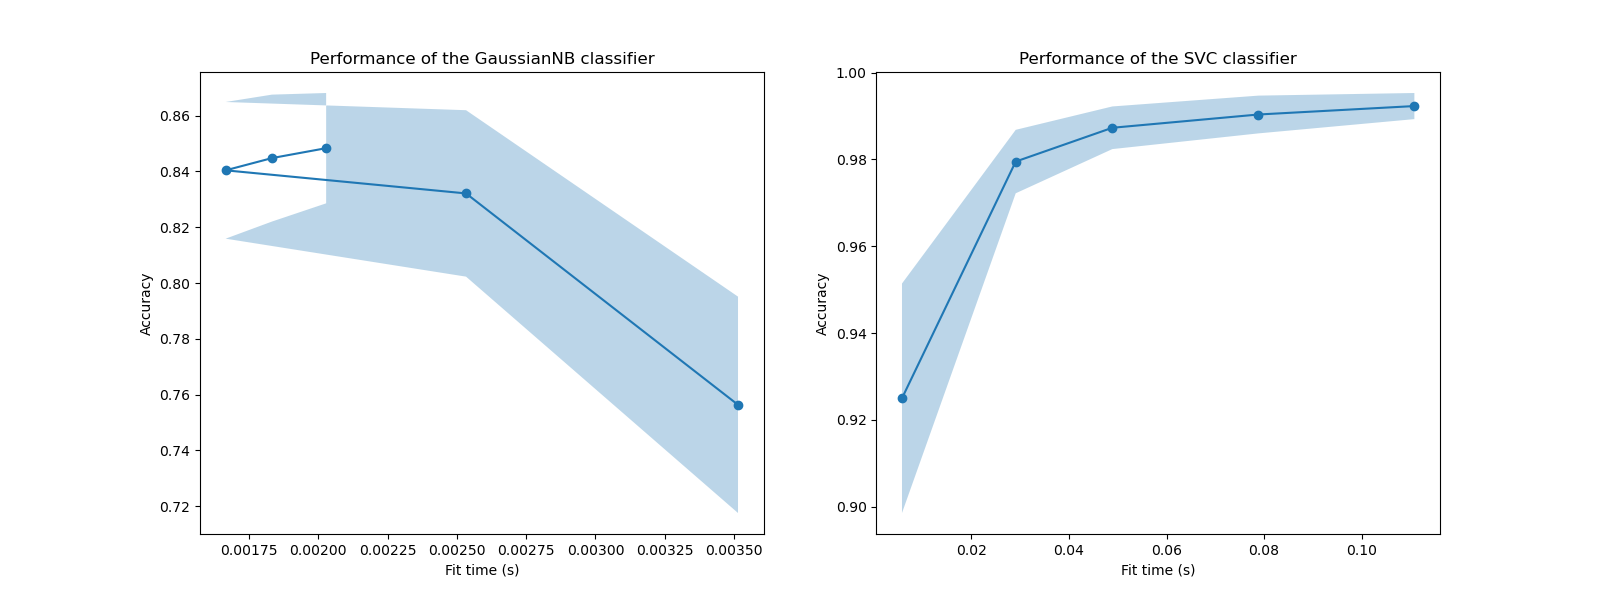 Performance of the GaussianNB classifier
Accuracy
0.86
0.84
0.82
0.80
0.78
0.76
0.74
0.72
0.00175 0.00200 0.00225 0.00250 0.00275 0.00300 0.00325 0.00350
Fit time (s)
Performance of the SVC classifier
Accuracy
1.00
0.98
0.96
0.94
0.92
0.90
0.02 0.04 0.06 0.08 0.10
Fit time (s)